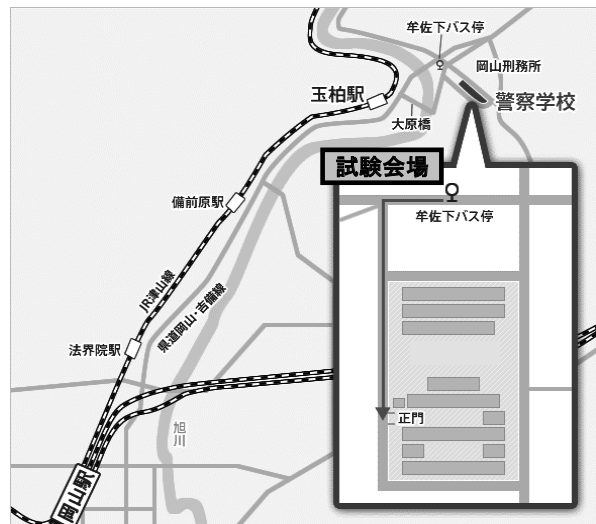 牟佐下バス停
岡山刑務所
玉柏駅
警察学校
大原橋
試験会場
備前原駅
牟佐下バス停
JR津山線
県道岡山・吉備線
法界院駅
旭川
正門
岡山駅